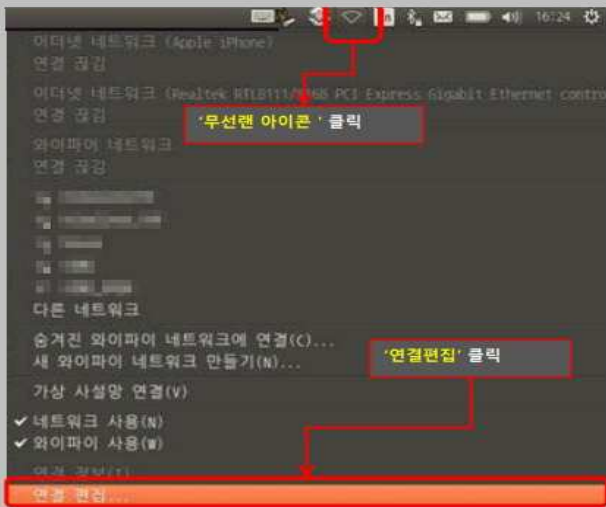 16:24
이더넷 네트워크 (Apple iPhone)
연결 끊김
이더넷 네트워크 (Realtek PCI Express Gigabit Ethernet contro
연결 끊김
'무선랜 아이콘 ' 클릭
와이파이 네트워크
연결 끊김
다른 네트워크
숨겨진 와이파이 네트워크에 연결(C)...
새 와이파이 네트워크 만들기(N)...
'연결편집' 클릭
가상 사설망 연결(V)
✔ 네트워크 사용(N)
✔ 와이파이 사용(W)
연결 정보(I)
연결 편집...